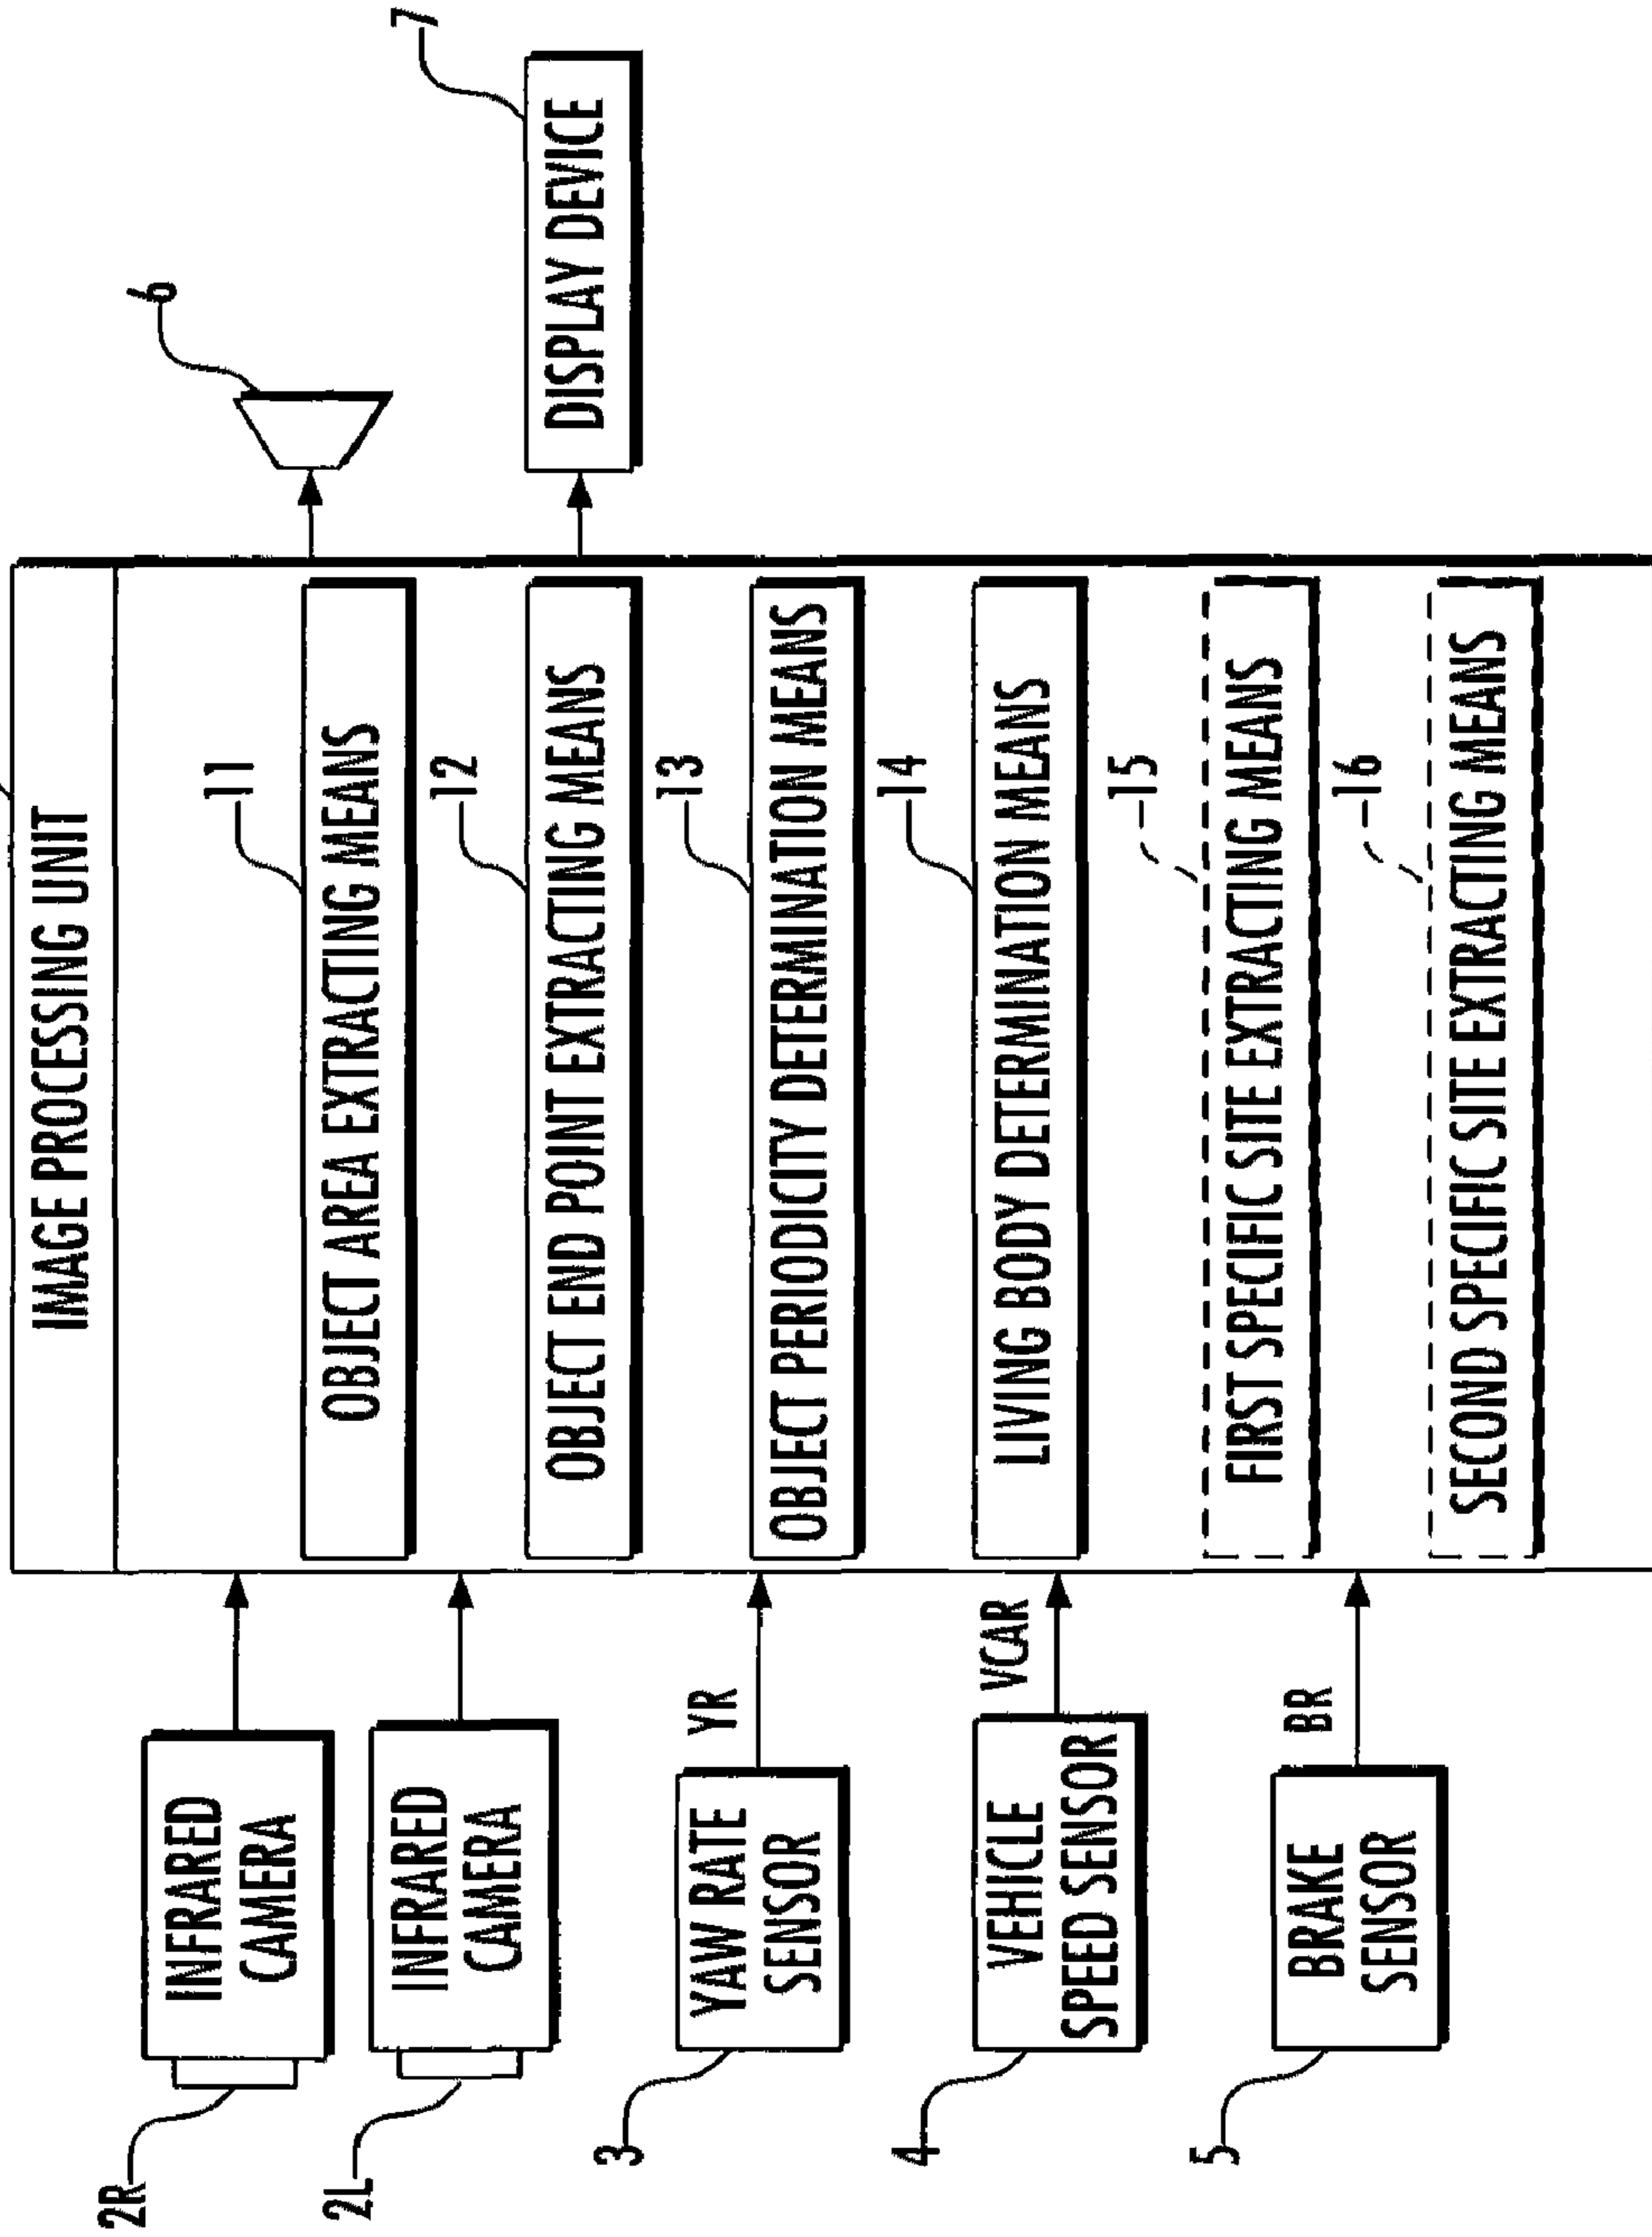 IMAGE PROCESSING UNIT
2R
INFRARED
CAMERA
2L
INFRARED
CAMERA
3
YAW RATE
SENSOR
YR
4
VEHICLE
SPEED SENSOR
VCAR
5
BRAKE
SENSOR
BR
11
OBJECT AREA EXTRACTING MEANS
12
OBJECT END POINT EXTRACTING MEANS
13
OBJECT PERIODICITY DETERMINATION MEANS
14
LIVING BODY DETERMINATION MEANS
15
FIRST SPECIFIC SITE EXTRACTING MEANS
16
SECOND SPECIFIC SITE EXTRACTING MEANS
6
7
DISPLAY DEVICE